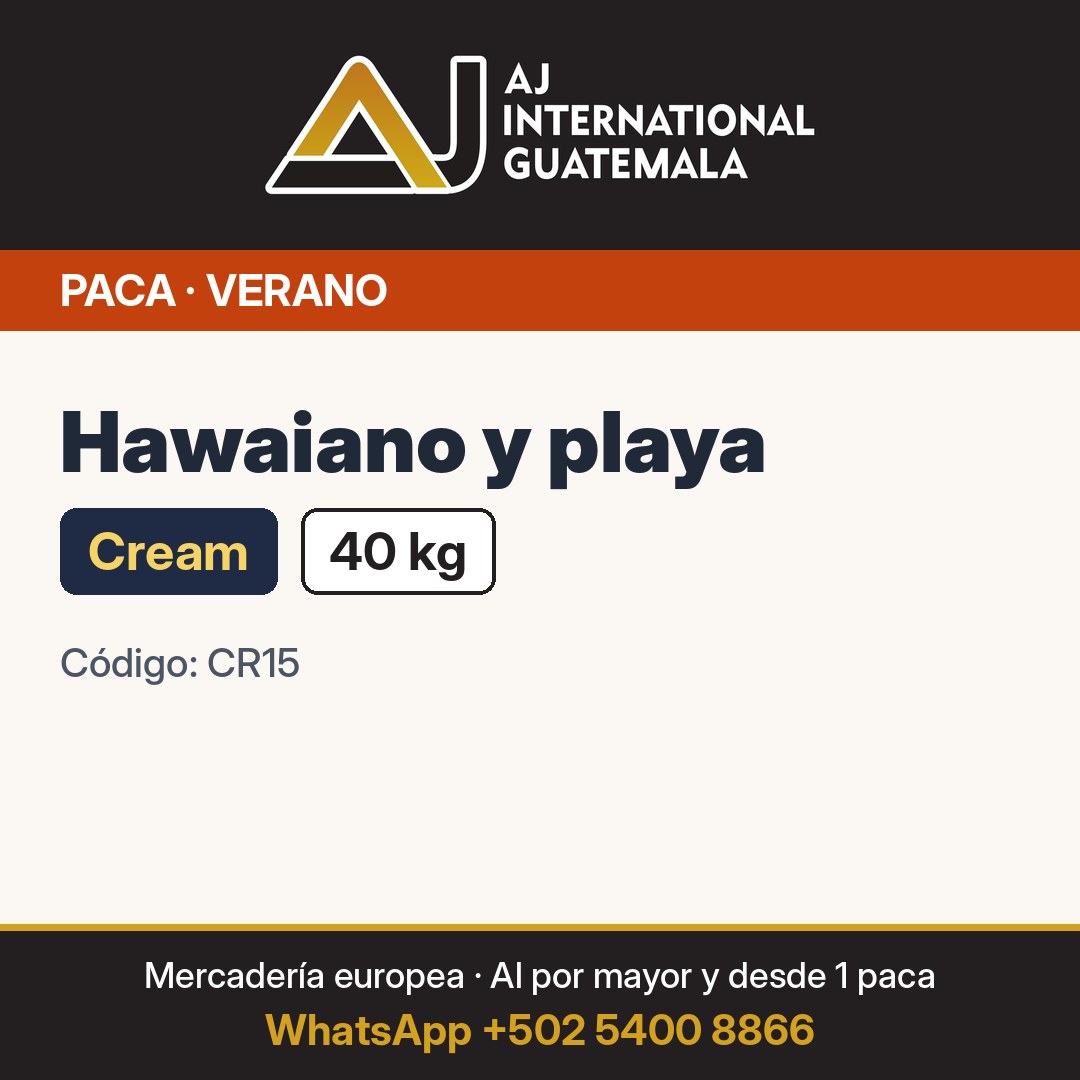 AJ
AJ
INTERNATIONAL
GUATEMALA
PACA · VERANO
Hawaiano y playa
Cream
40 kg
Código: CR15
Mercadería europea · Al por mayor y desde 1 paca
WhatsApp +502 5400 8866